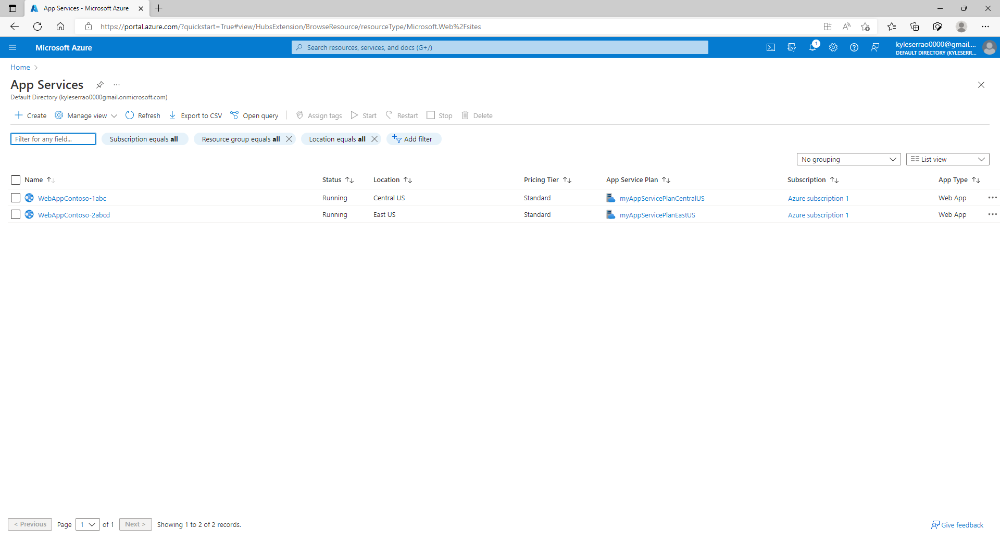 App Services - Microsoft Azure
https://portal.azure.com/?quickstart=True#view/HubsExtension/BrowseResource/resourceType/Microsoft.Web%2Fsites
Microsoft Azure
Search resources, services, and docs (G+/)
1
kyleserrao0000@gmail....
DEFAULT DIRECTORY (KYLESERR...
Home
App Services
Default Directory (kyleserrao0000gmail.onmicrosoft.com)
Create Manage view Refresh Export to CSV Open query Assign tags Start Restart Stop Delete
Filter for any field... Subscription equals all Resource group equals all Location equals all Add filter
No grouping List view
Name Status Location Pricing Tier App Service Plan Subscription App Type
WebAppContoso-1abc Running Central US Standard myAppServicePlanCentralUS Azure subscription 1 Web App
WebAppContoso-2abcd Running East US Standard myAppServicePlanEastUS Azure subscription 1 Web App
< Previous Page 1 of 1 Next > Showing 1 to 2 of 2 records.
Give feedback